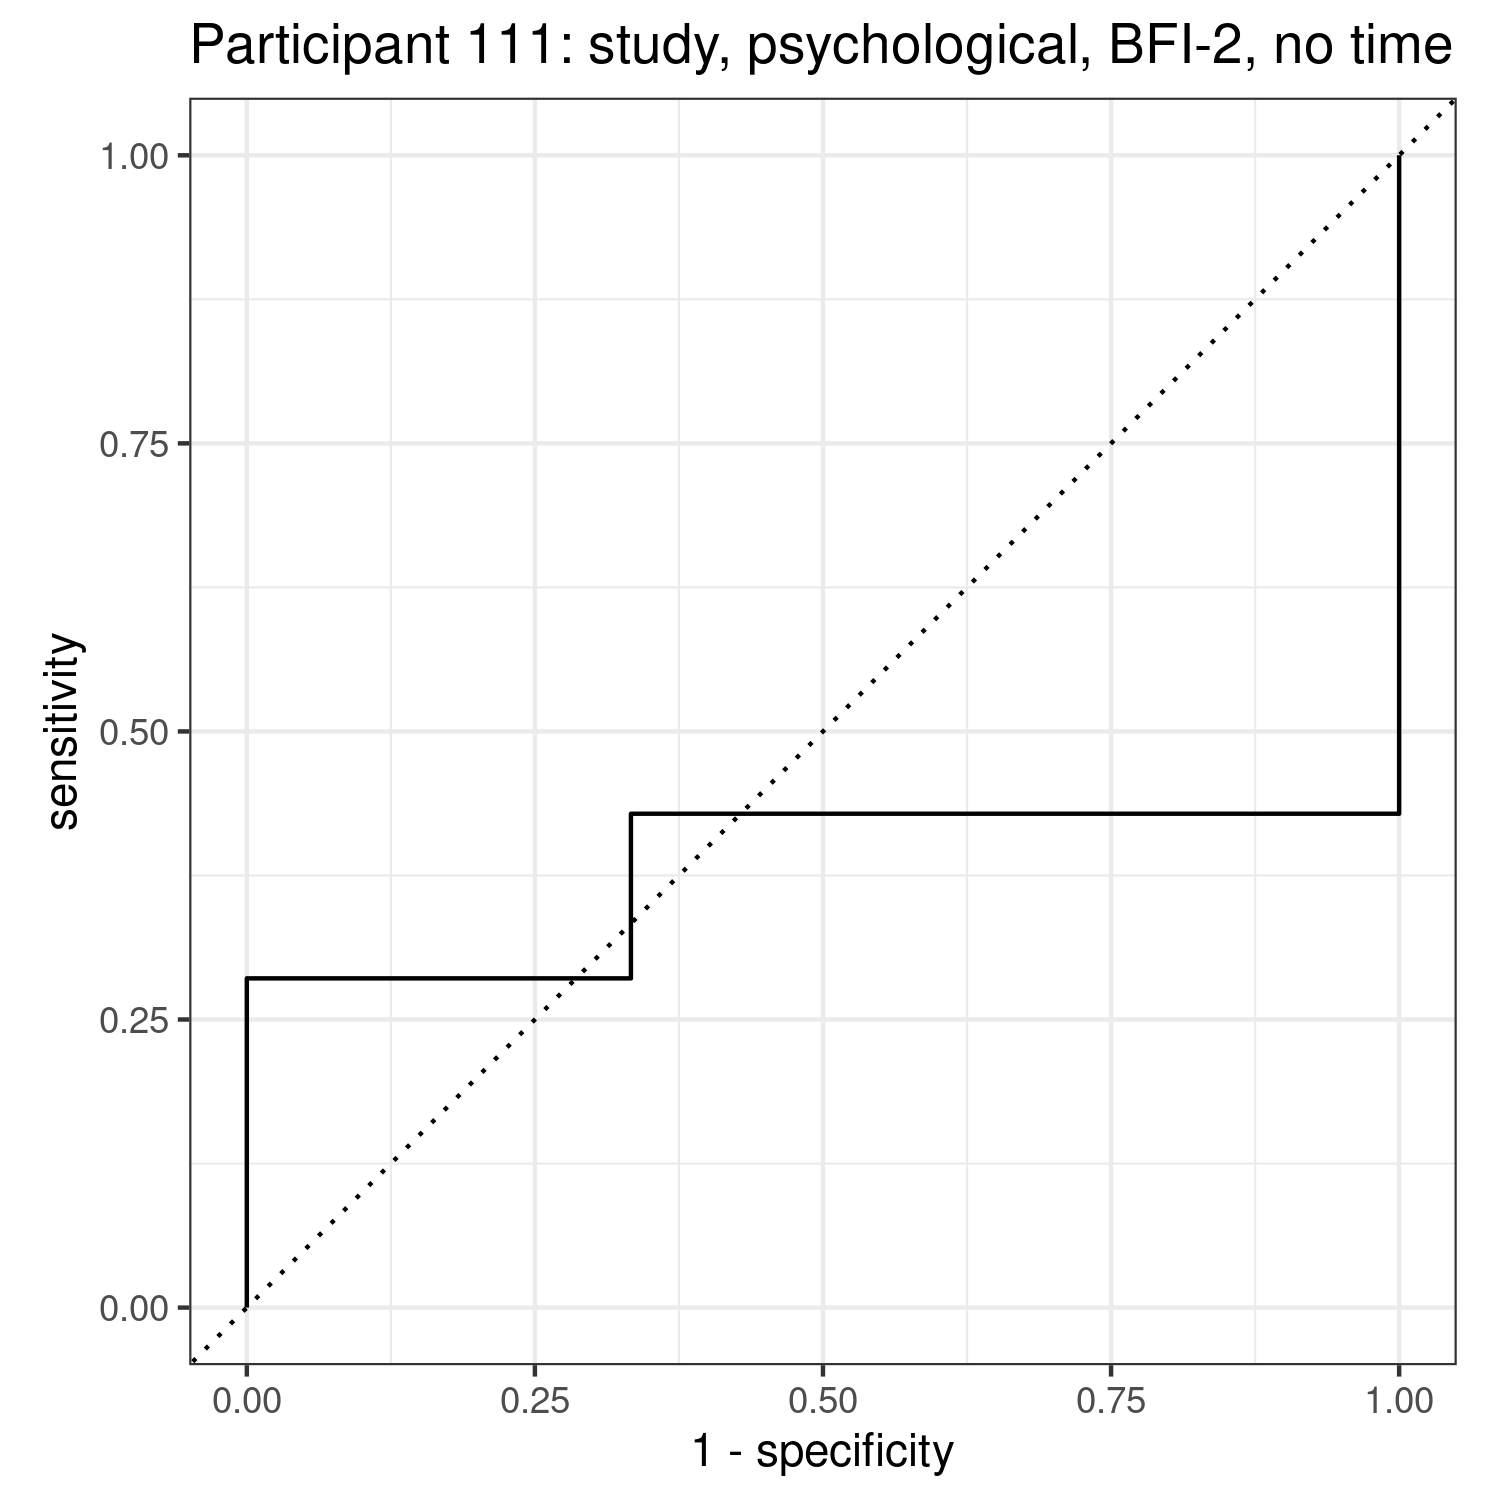 Participant 111: study, psychological, BFI-2, no time
1.00
0.75
0.50
0.25
0.00
sensitivity
0.00 0.25 0.50 0.75 1.00
1 - specificity